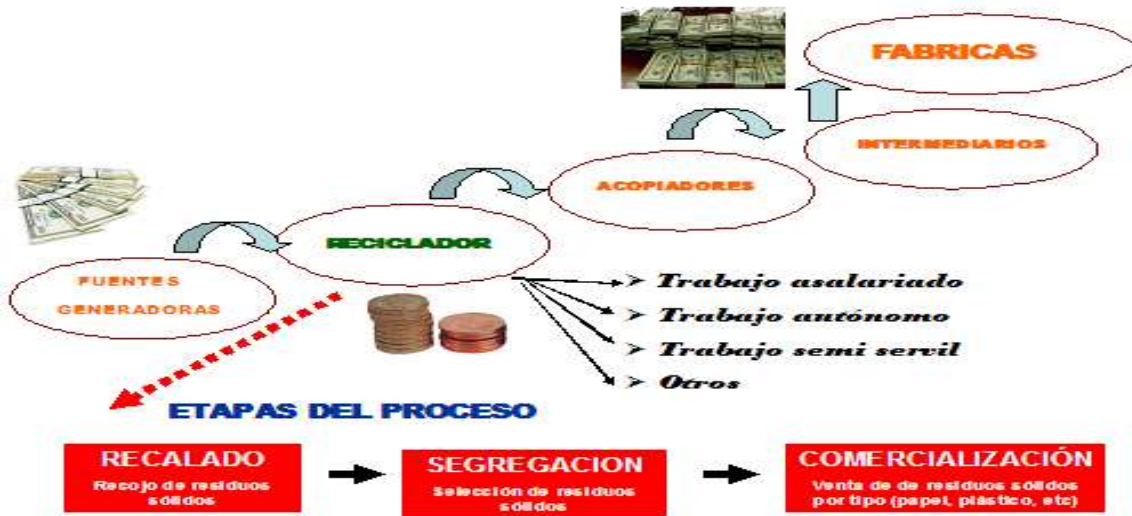 FABRICAS
INTERMEDIARIOS
ACOPIADORES
RECICLADOR
FUENTES
GENERADORAS
➢ Trabajo asalariado
➢ Trabajo autónomo
➢ Trabajo semi servil
➢ Otros
ETAPAS DEL PROCESO
RECALADO
Recojo de residuos
sólidos
SEGREGACION
Selección de residuos
sólidos
COMERCIALIZACIÓN
Venta de de residuos sólidos
por tipo (papel, plástico, etc)